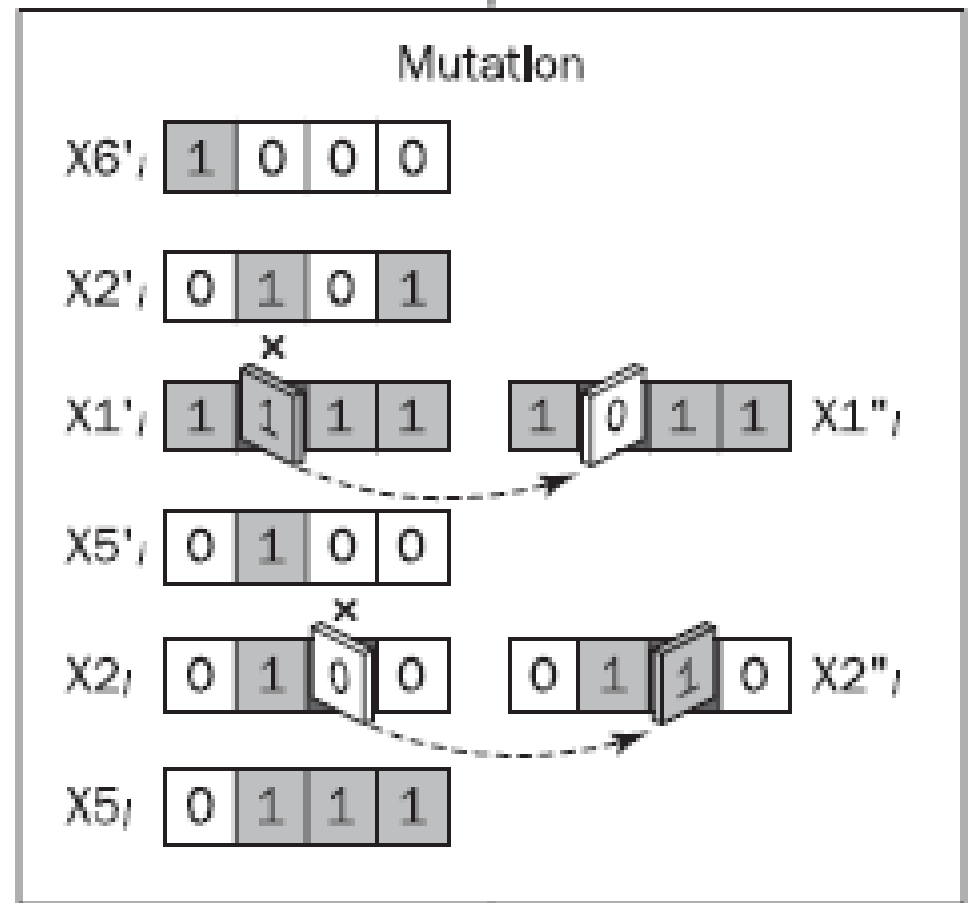 Mutation
X6'i 1 0 0 0
X2'i 0 1 0 1
x
X1'i 1 1 1 1 1 0 1 1 X1"i
X5'i 0 1 0 0
x
X2i 0 1 0 0 0 1 1 0 X2"i
X5i 0 1 1 1